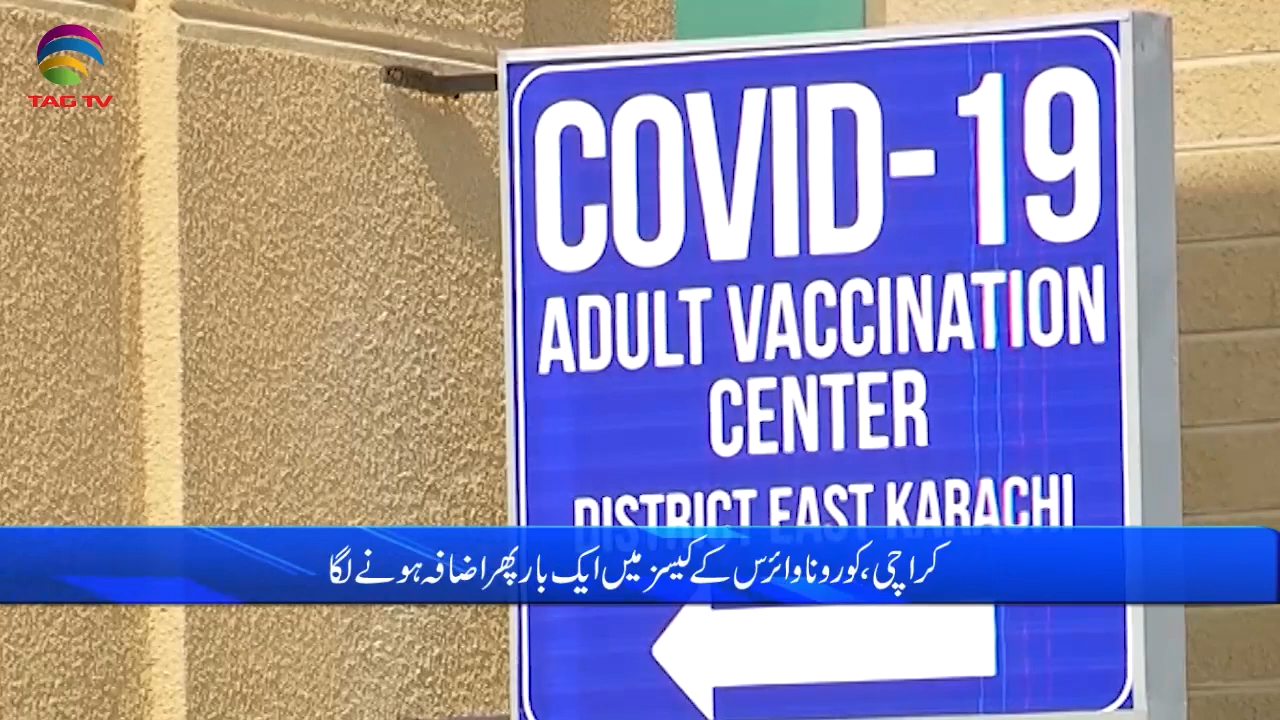 TAG TV
COVID-19
ADULT VACCINATION
CENTER
DISTRICT EAST KARACHI
کراچی، کورونا وائرس کے کیسز میں ایک بار پھر اضافہ ہونے لگا